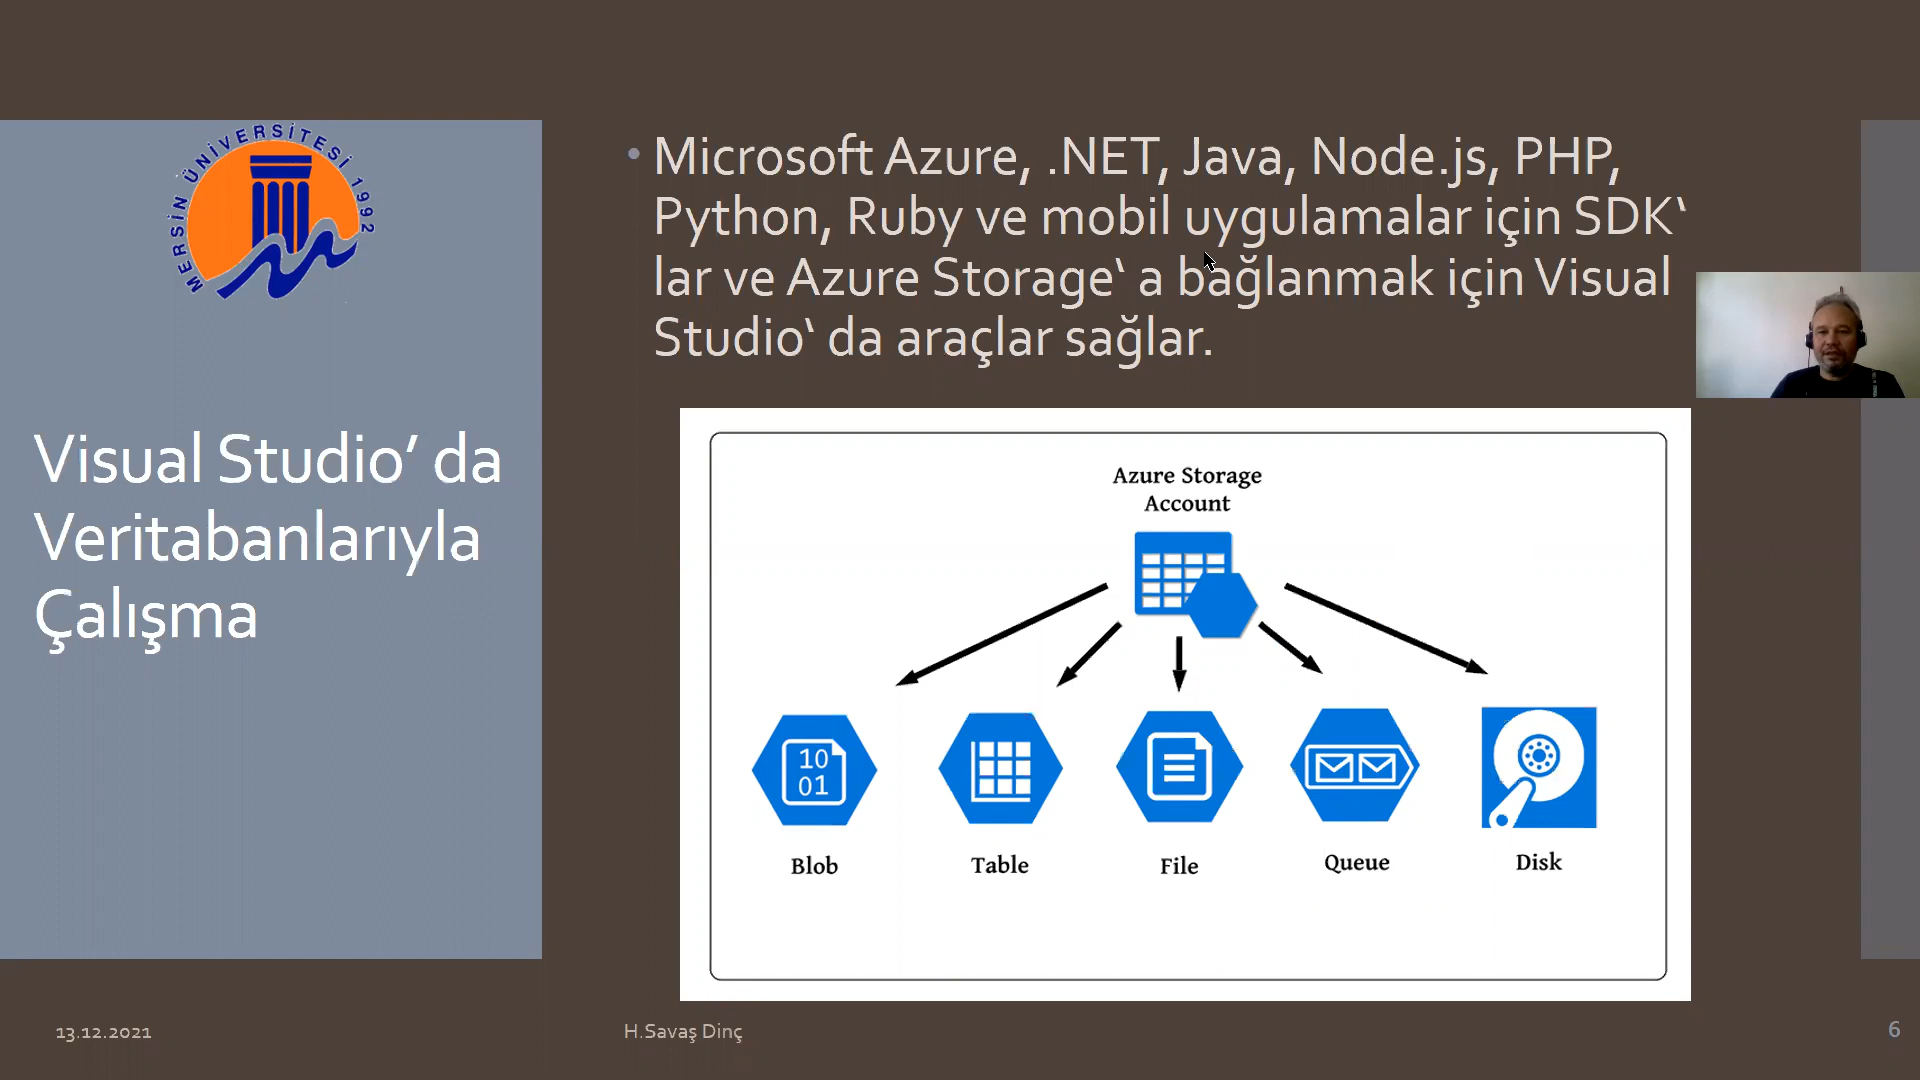 MERSİN ÜNİVERSİTESİ 1992
Visual Studio’ da
Veritabanlarıyla
Çalışma
• Microsoft Azure, .NET, Java, Node.js, PHP,
Python, Ruby ve mobil uygulamalar için SDK‘
lar ve Azure Storage‘ a bağlanmak için Visual
Studio‘ da araçlar sağlar.
Azure Storage
Account
10
01
Blob
Table
File
Queue
Disk
13.12.2021
H.Savaş Dinç
6